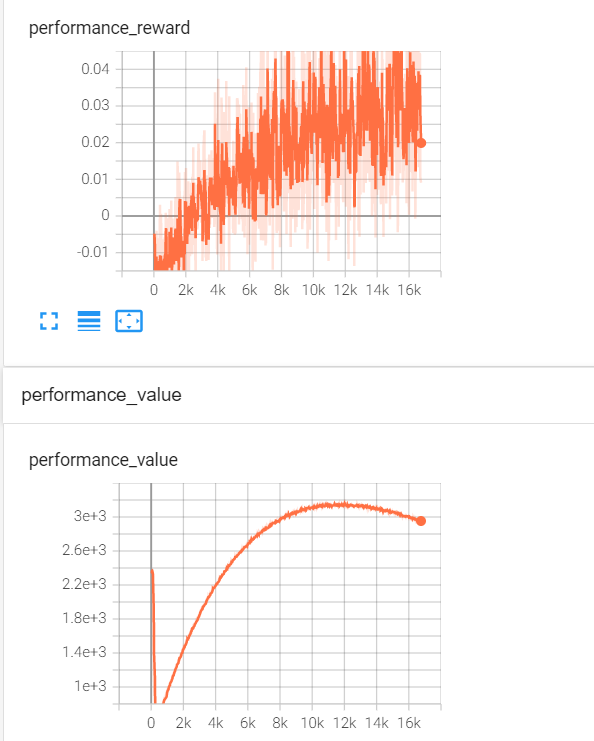 performance_reward
0.04
0.03
0.02
0.01
0
-0.01
0 2k 4k 6k 8k 10k 12k 14k 16k
performance_value
performance_value
3e+3
2.6e+3
2.2e+3
1.8e+3
1.4e+3
1e+3
0 2k 4k 6k 8k 10k 12k 14k 16k